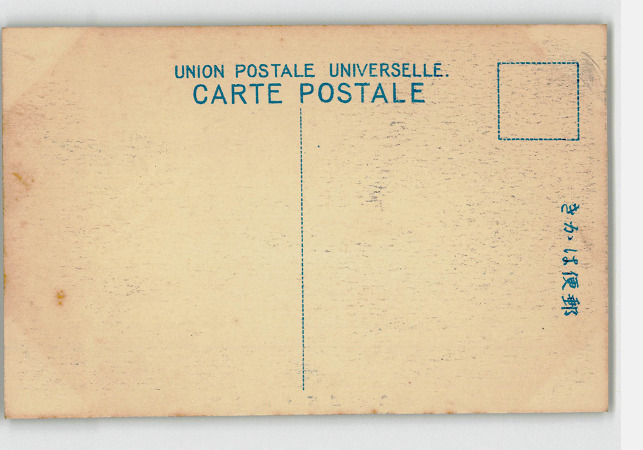 UNION POSTALE UNIVERSELLE.
CARTE POSTALE
郵便はかき